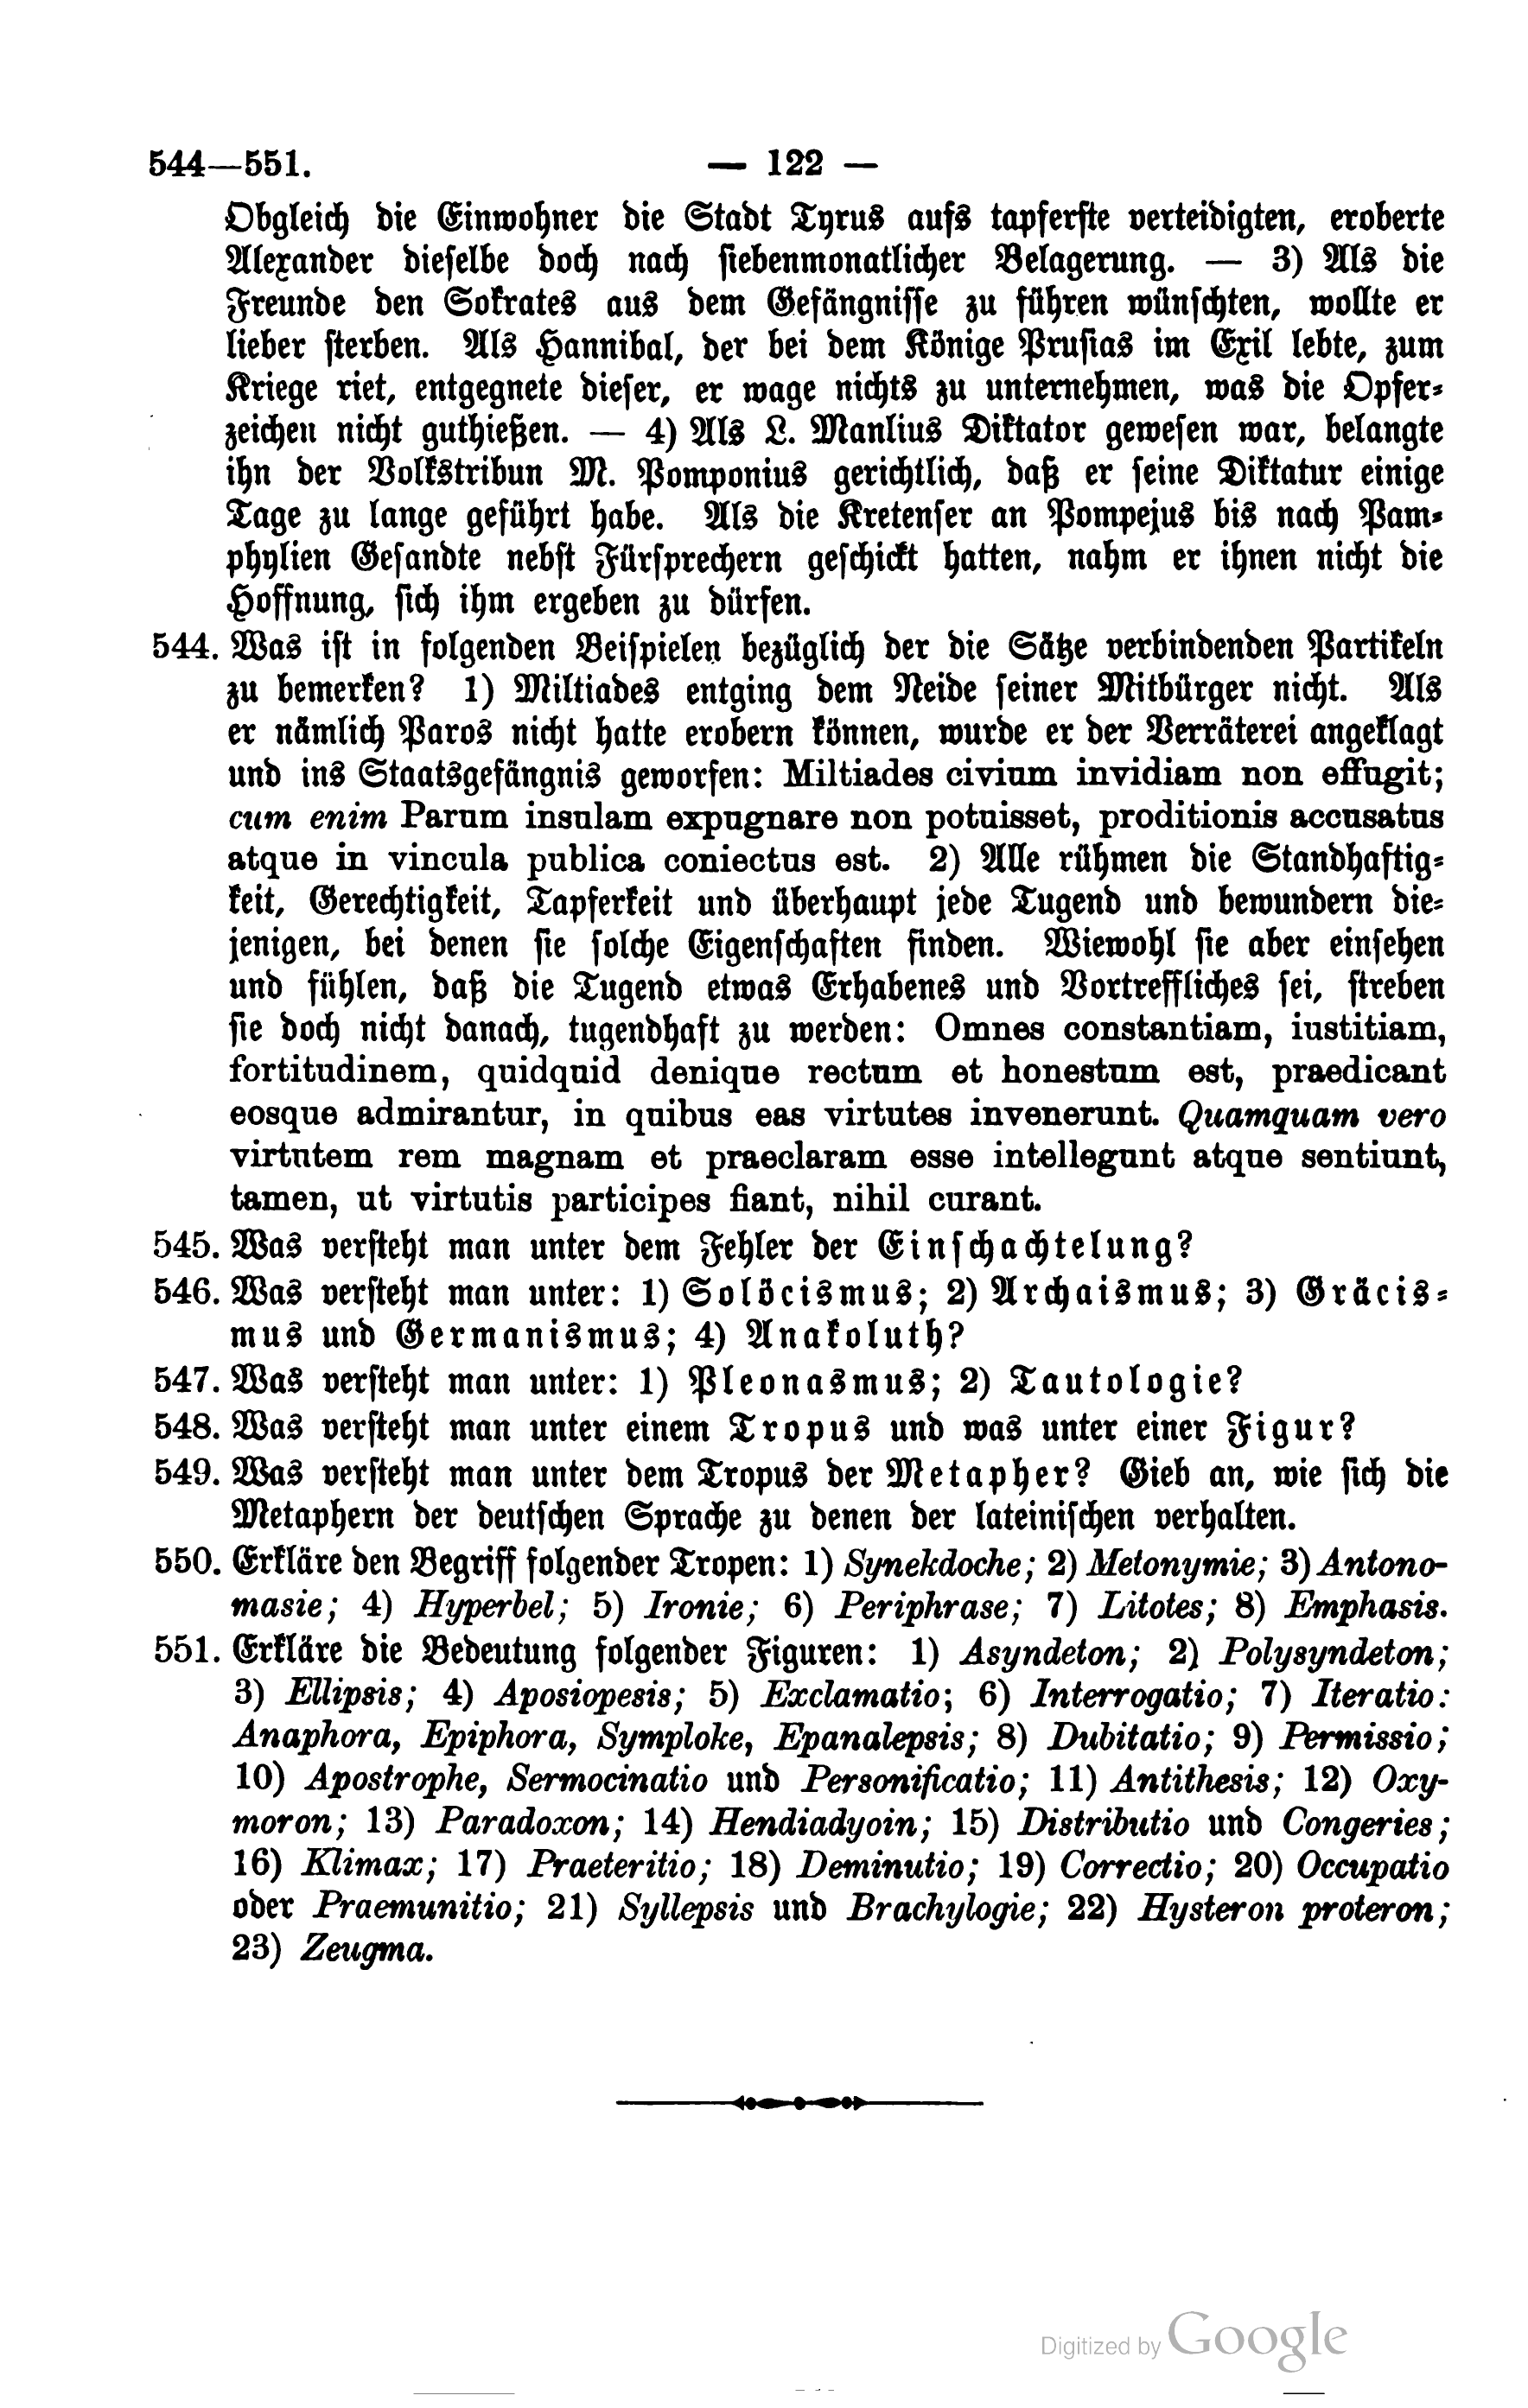 544—551. — 122 —
Obgleich die Einwohner die Stadt Tyrus aufs tapferste verteidigten, eroberte
Alexander dieselbe doch nach siebenmonatlicher Belagerung. — 3) Als die
Freunde den Sokrates aus dem Gefängnisse zu führen wünschten, wollte er
lieber sterben. Als Hannibal, der bei dem Könige Prusias im Exil lebte, zum
Kriege riet, entgegnete dieser, er wage nichts zu unternehmen, was die Opfer-
zeichen nicht guthießen. — 4) Als L. Manlius Diktator gewesen war, belangte
ihn der Volkstribun M. Pomponius gerichtlich, daß er seine Diktatur einige
Tage zu lange geführt habe. Als die Kretenser an Pompejus bis nach Pam-
phylien Gesandte nebst Fürsprechern geschickt hatten, nahm er ihnen nicht die
Hoffnung, sich ihm ergeben zu dürfen.
544. Was ist in folgenden Beispielen bezüglich der die Sätze verbindenden Partikeln
zu bemerken? 1) Miltiades entging dem Neide seiner Mitbürger nicht. Als
er nämlich Paros nicht hatte erobern können, wurde er der Verräterei angeklagt
und ins Staatsgefängnis geworfen: Miltiades civium invidiam non effugit;
cum enim Parum insulam expugnare non potuisset, proditionis accusatus
atque in vincula publica coniectus est. 2) Alle rühmen die Standhaftig-
keit, Gerechtigkeit, Tapferkeit und überhaupt jede Tugend und bewundern die-
jenigen, bei denen sie solche Eigenschaften finden. Wiewohl sie aber einsehen
und fühlen, daß die Tugend etwas Erhabenes und Vortreffliches sei, streben
sie doch nicht danach, tugendhaft zu werden: Omnes constantiam, iustitiam,
fortitudinem, quidquid denique rectum et honestum est, praedicant
eosque admirantur, in quibus eas virtutes invenerunt. Quamquam vero
virtutem rem magnam et praeclaram esse intellegunt atque sentiunt,
tamen, ut virtutis participes fiant, nihil curant.
545. Was versteht man unter dem Fehler der Einschachtelung?
546. Was versteht man unter: 1) Solöcismus; 2) Archaismus; 3) Gräcis-
mus und Germanismus; 4) Anakoluth?
547. Was versteht man unter: 1) Pleonasmus; 2) Tautologie?
548. Was versteht man unter einem Tropus und was unter einer Figur?
549. Was versteht man unter dem Tropus der Metapher? Gieb an, wie sich die
Metaphern der deutschen Sprache zu denen der lateinischen verhalten.
550. Erkläre den Begriff folgender Tropen: 1) Synekdoche; 2) Metonymie; 3) Antono-
masie; 4) Hyperbel; 5) Ironie; 6) Periphrase; 7) Litotes; 8) Emphasis.
551. Erkläre die Bedeutung folgender Figuren: 1) Asyndeton; 2) Polysyndeton;
3) Ellipsis; 4) Aposiopesis; 5) Exclamatio; 6) Interrogatio; 7) Iteratio:
Anaphora, Epiphora, Symploke, Epanalepsis; 8) Dubitatio; 9) Permissio;
10) Apostrophe, Sermocinatio und Personificatio; 11) Antithesis; 12) Oxy-
moron; 13) Paradoxon; 14) Hendiadyoin; 15) Distributio und Congeries;
16) Klimax; 17) Praeteritio; 18) Deminutio; 19) Correctio; 20) Occupatio
oder Praemunitio; 21) Syllepsis und Brachylogie; 22) Hysteron proteron;
23) Zeugma.
Digitized by Google